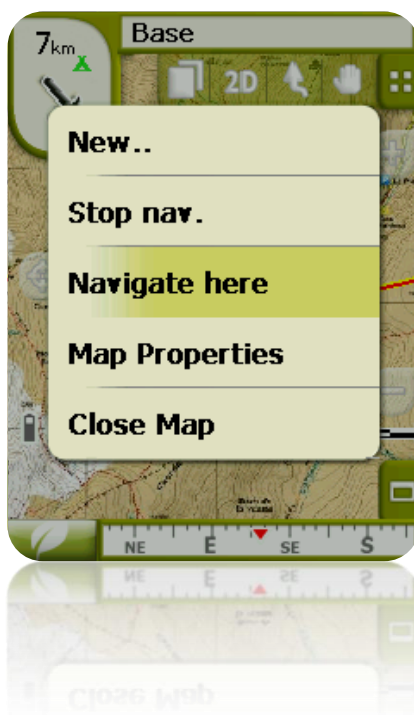 7km
Base
2D
New..
Stop nav.
Navigate here
Map Properties
Close Map
NE E SE S